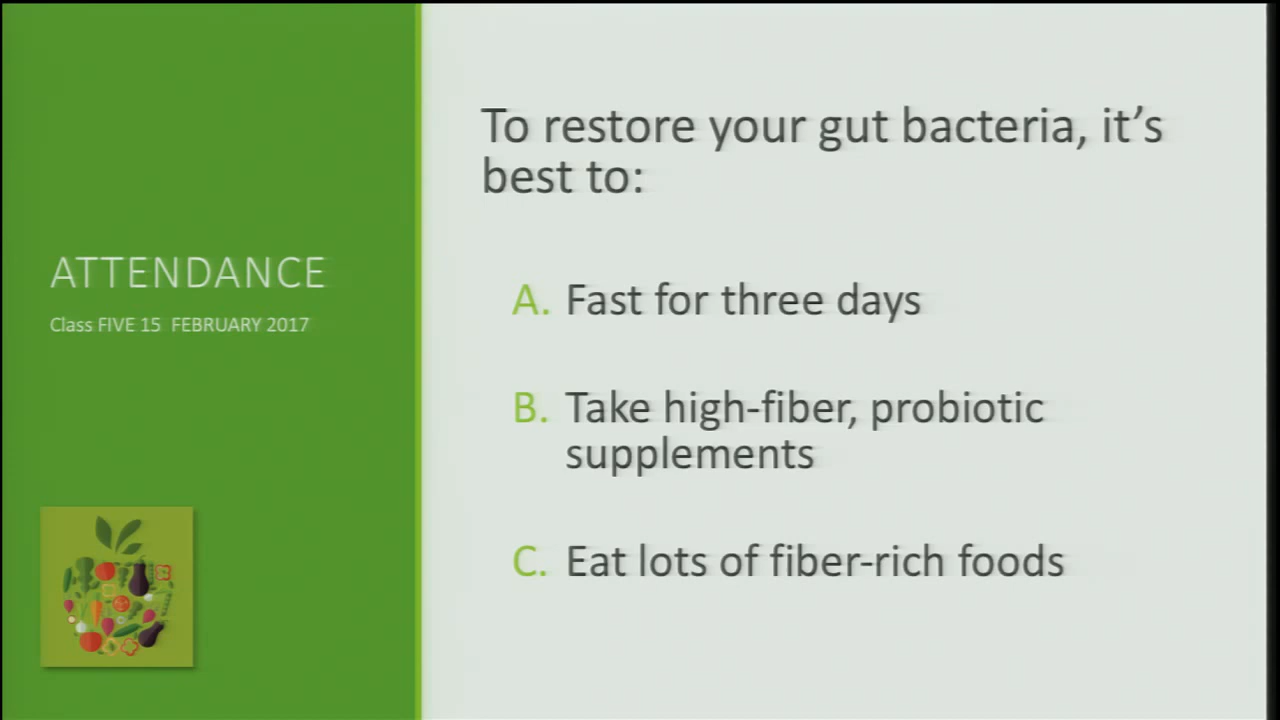 ATTENDANCE
Class FIVE 15 FEBRUARY 2017
To restore your gut bacteria, it’s
best to:
A. Fast for three days
B. Take high-fiber, probiotic
supplements
C. Eat lots of fiber-rich foods